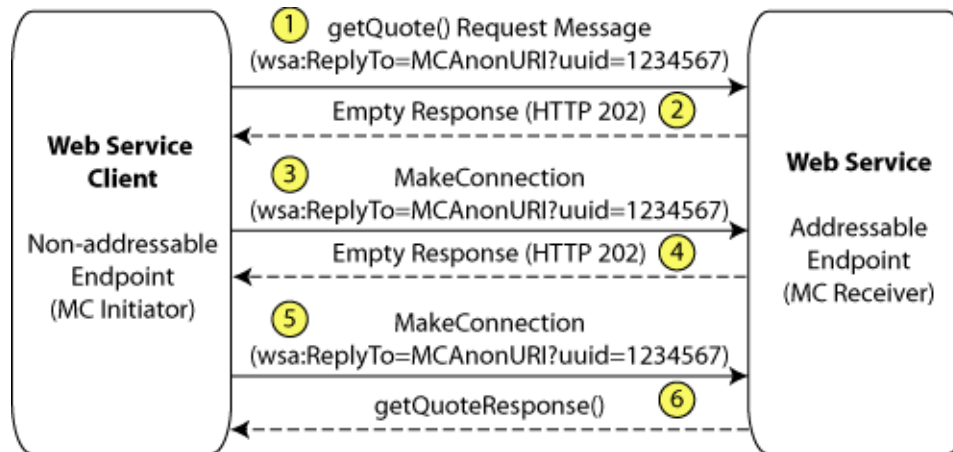 1
getQuote() Request Message
(wsa:ReplyTo=MCAnonURI?uuid=1234567)
Empty Response (HTTP 202)
2
Web Service
Client
Non-addressable
Endpoint
(MC Initiator)
3
MakeConnection
(wsa:ReplyTo=MCAnonURI?uuid=1234567)
Empty Response (HTTP 202)
4
5
MakeConnection
(wsa:ReplyTo=MCAnonURI?uuid=1234567)
getQuoteResponse()
6
Web Service
Addressable
Endpoint
(MC Receiver)